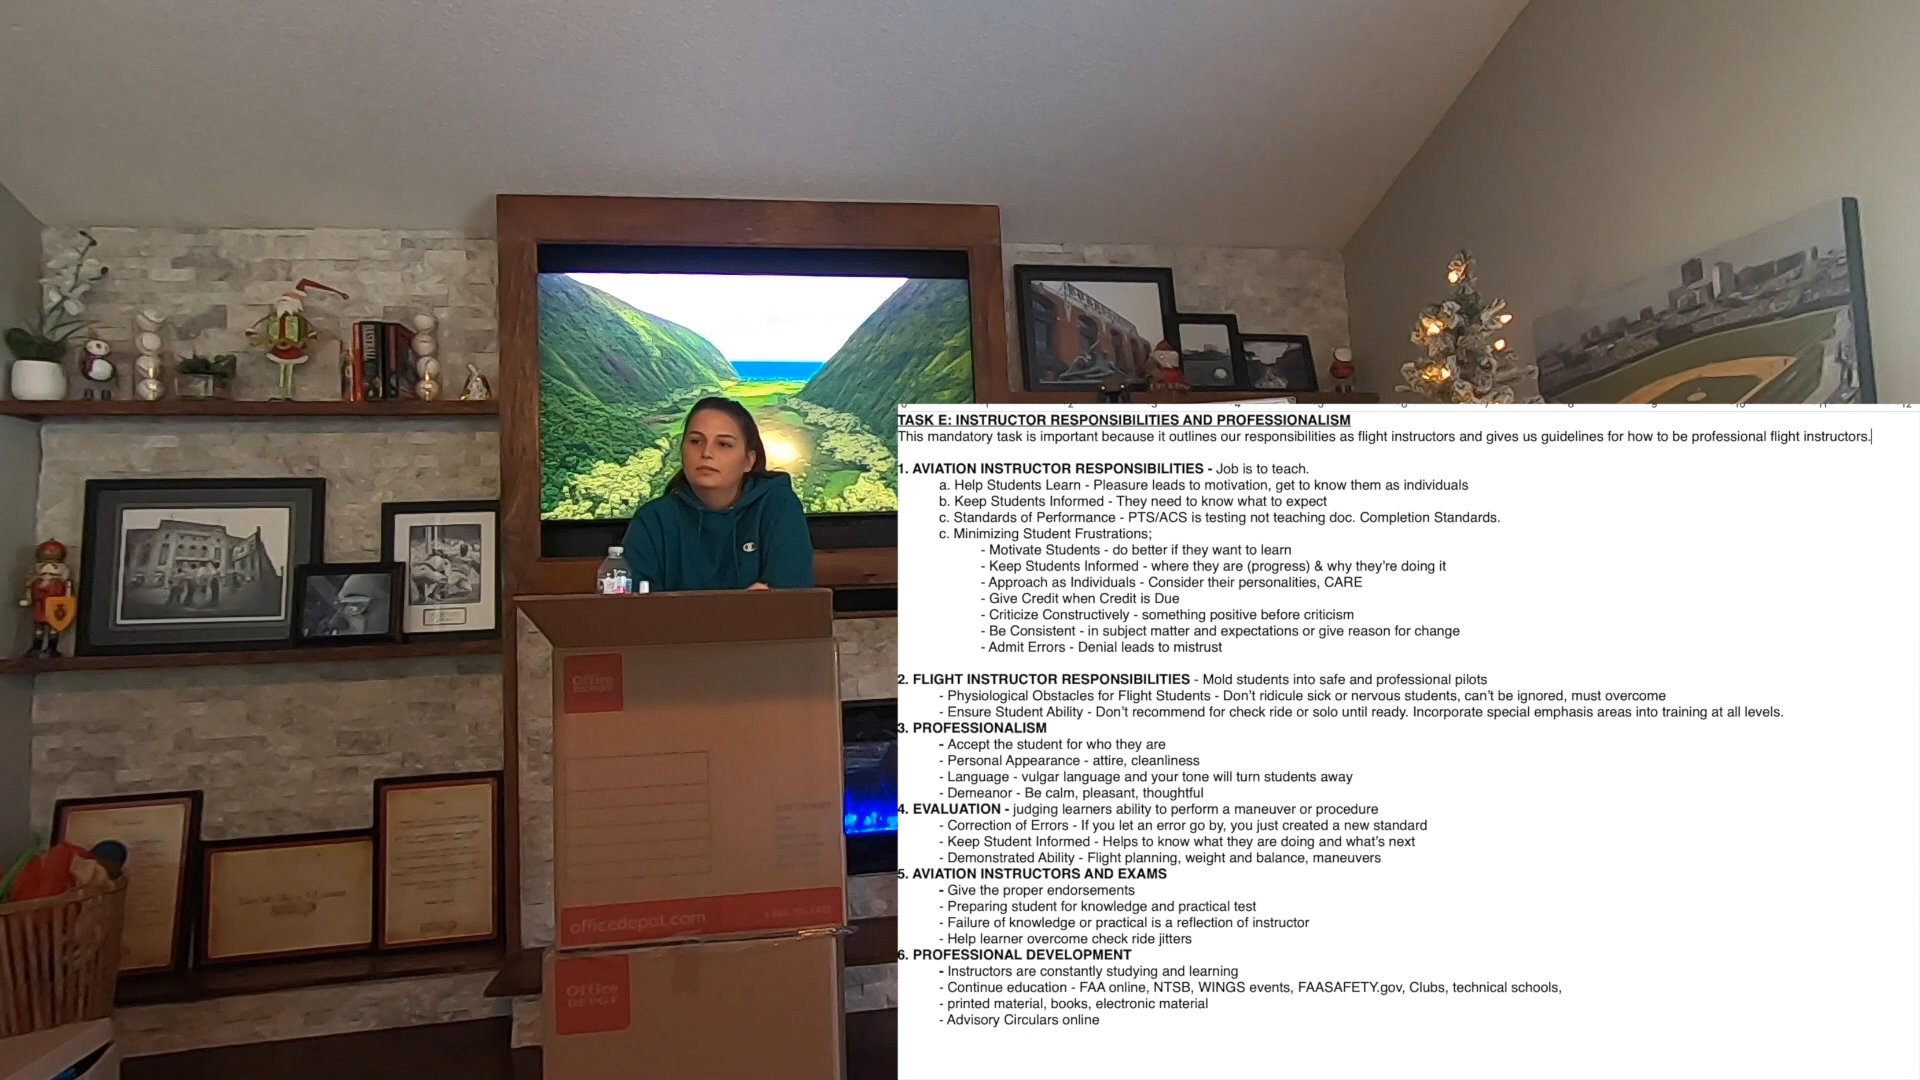 TASK E: INSTRUCTOR RESPONSIBILITIES AND PROFESSIONALISM
This mandatory task is important because it outlines our responsibilities as flight instructors and gives us guidelines for how to be professional flight instructors.
1. AVIATION INSTRUCTOR RESPONSIBILITIES - Job is to teach.
a. Help Students Learn - Pleasure leads to motivation, get to know them as individuals
b. Keep Students Informed - They need to know what to expect
c. Standards of Performance - PTS/ACS is testing not teaching doc. Completion Standards.
c. Minimizing Student Frustrations;
- Motivate Students - do better if they want to learn
- Keep Students Informed - where they are (progress) & why they're doing it
- Approach as Individuals - Consider their personalities, CARE
- Give Credit when Credit is Due
- Criticize Constructively - something positive before criticism
- Be Consistent - in subject matter and expectations or give reason for change
- Admit Errors - Denial leads to mistrust
2. FLIGHT INSTRUCTOR RESPONSIBILITIES - Mold students into safe and professional pilots
- Physiological Obstacles for Flight Students - Don't ridicule sick or nervous students, can't be ignored, must overcome
- Ensure Student Ability - Don't recommend for check ride or solo until ready. Incorporate special emphasis areas into training at all levels.
3. PROFESSIONALISM
- Accept the student for who they are
- Personal Appearance - attire, cleanliness
- Language - vulgar language and your tone will turn students away
- Demeanor - Be calm, pleasant, thoughtful
4. EVALUATION - judging learners ability to perform a maneuver or procedure
- Correction of Errors - If you let an error go by, you just created a new standard
- Keep Student Informed - Helps to know what they are doing and what's next
- Demonstrated Ability - Flight planning, weight and balance, maneuvers
5. AVIATION INSTRUCTORS AND EXAMS
- Give the proper endorsements
- Preparing student for knowledge and practical test
- Failure of knowledge or practical is a reflection of instructor
- Help learner overcome check ride jitters
6. PROFESSIONAL DEVELOPMENT
- Instructors are constantly studying and learning
- Continue education - FAA online, NTSB, WINGS events, FAASAFETY.gov, Clubs, technical schools,
- printed material, books, electronic material
- Advisory Circulars online
Office
DEPOT
officedepot.com
Office
DEPOT